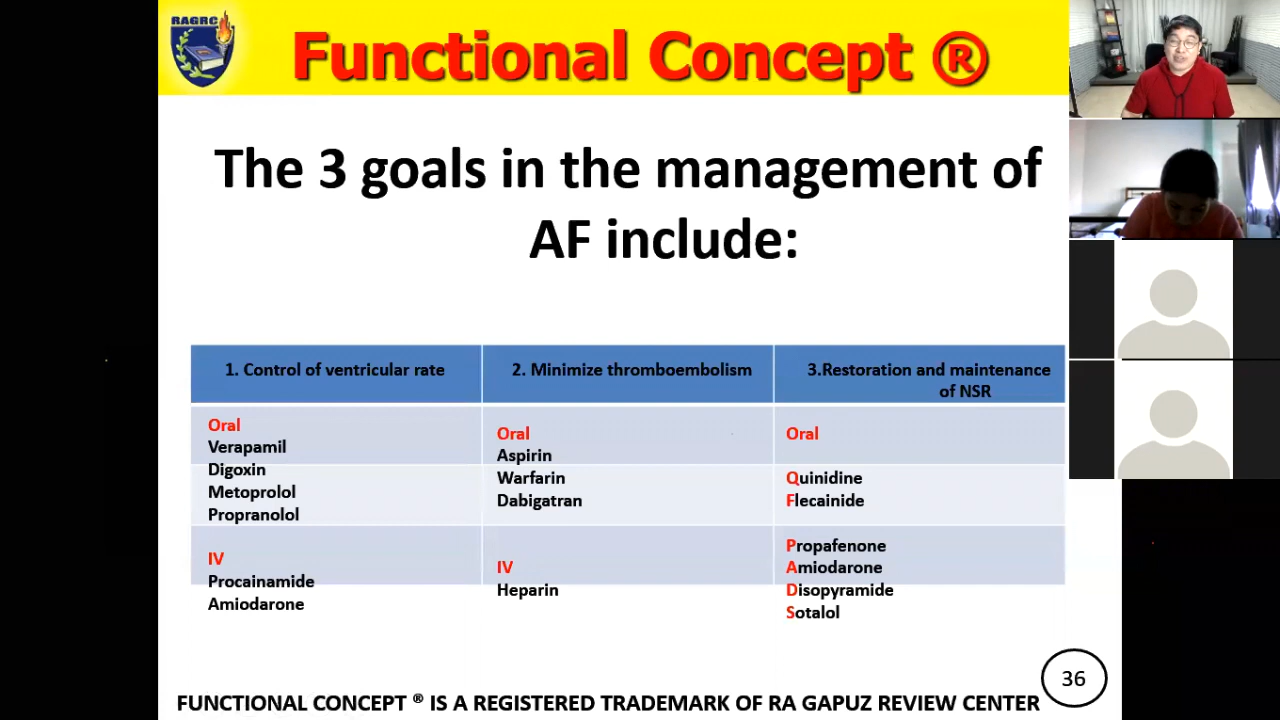 RAGRC
Functional Concept ®
The 3 goals in the management of
AF include:
1. Control of ventricular rate
2. Minimize thromboembolism
3.Restoration and maintenance
of NSR
Oral
Verapamil
Digoxin
Metoprolol
Propranolol
IV
Procainamide
Amiodarone
Oral
Aspirin
Warfarin
Dabigatran
IV
Heparin
Oral
Quinidine
Flecainide
Propafenone
Amiodarone
Disopyramide
Sotalol
36
FUNCTIONAL CONCEPT ® IS A REGISTERED TRADEMARK OF RA GAPUZ REVIEW CENTER